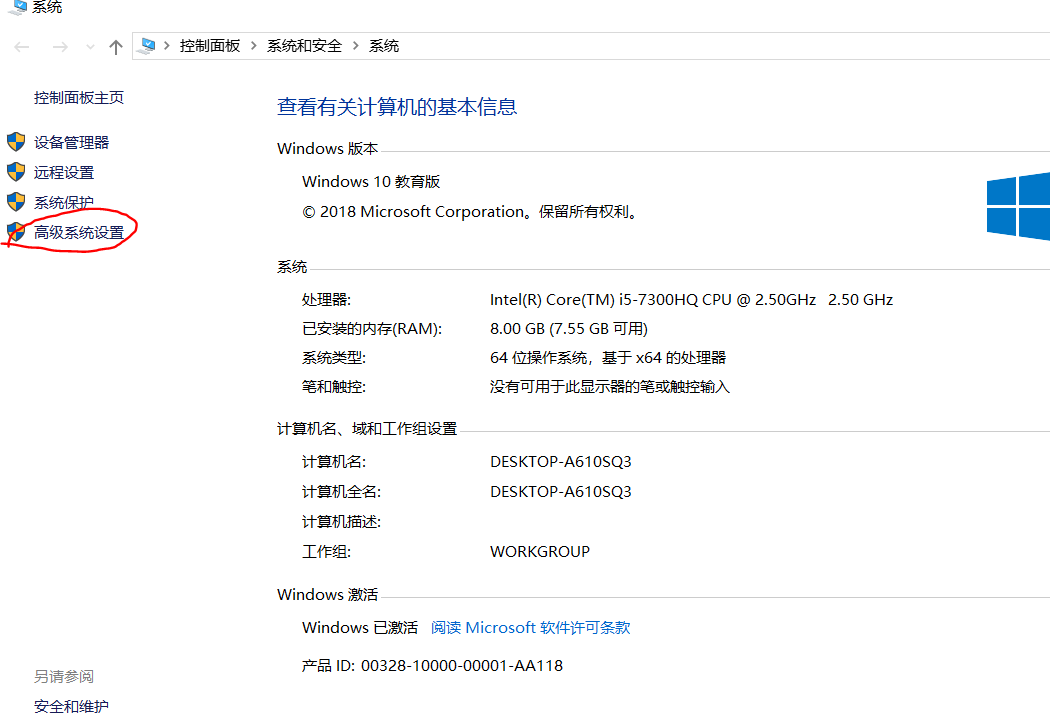 系统
控制面板 > 系统和安全 > 系统
控制面板主页
设备管理器
远程设置
系统保护
高级系统设置
查看有关计算机的基本信息
Windows 版本
Windows 10 教育版
© 2018 Microsoft Corporation。保留所有权利。
系统
处理器: Intel(R) Core(TM) i5-7300HQ CPU @ 2.50GHz 2.50 GHz
已安装的内存(RAM): 8.00 GB (7.55 GB 可用)
系统类型: 64 位操作系统，基于 x64 的处理器
笔和触控: 没有可用于此显示器的笔或触控输入
计算机名、域和工作组设置
计算机名: DESKTOP-A610SQ3
计算机全名: DESKTOP-A610SQ3
计算机描述:
工作组: WORKGROUP
Windows 激活
Windows 已激活 阅读 Microsoft 软件许可条款
产品 ID: 00328-10000-00001-AA118
另请参阅
安全和维护